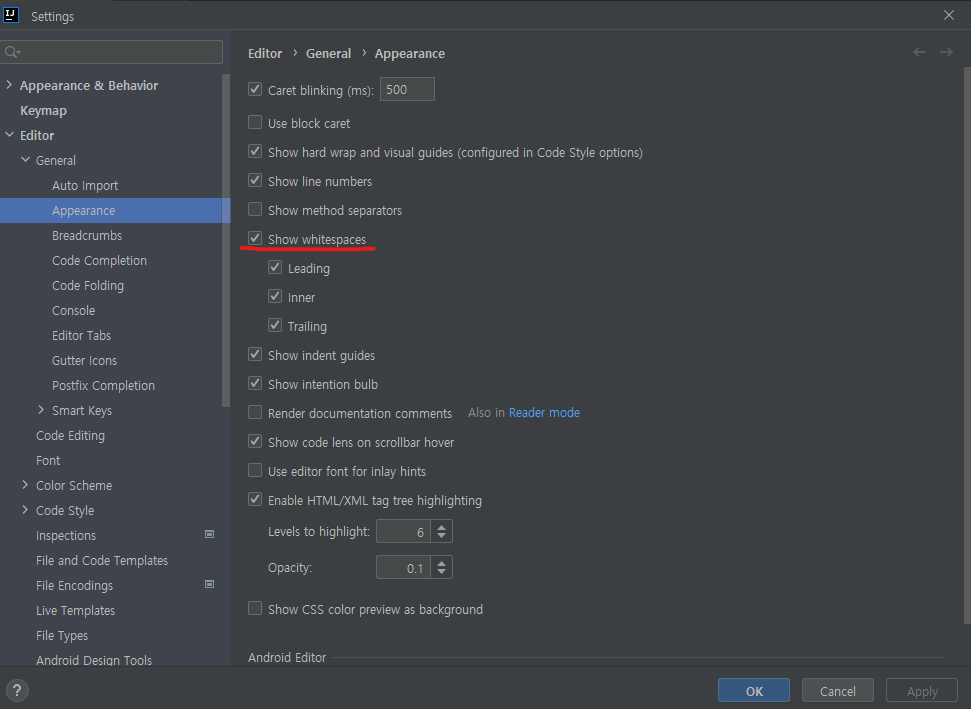 IJ Settings
Appearance & Behavior
Keymap
Editor
General
Auto Import
Appearance
Breadcrumbs
Code Completion
Code Folding
Console
Editor Tabs
Gutter Icons
Postfix Completion
Smart Keys
Code Editing
Font
Color Scheme
Code Style
Inspections
File and Code Templates
File Encodings
Live Templates
File Types
Android Design Tools
Editor › General › Appearance
Caret blinking (ms): 500
Use block caret
Show hard wrap and visual guides (configured in Code Style options)
Show line numbers
Show method separators
Show whitespaces
Leading
Inner
Trailing
Show indent guides
Show intention bulb
Render documentation comments Also in Reader mode
Show code lens on scrollbar hover
Use editor font for inlay hints
Enable HTML/XML tag tree highlighting
Levels to highlight: 6
Opacity: 0.1
Show CSS color preview as background
Android Editor
? OK Cancel Apply